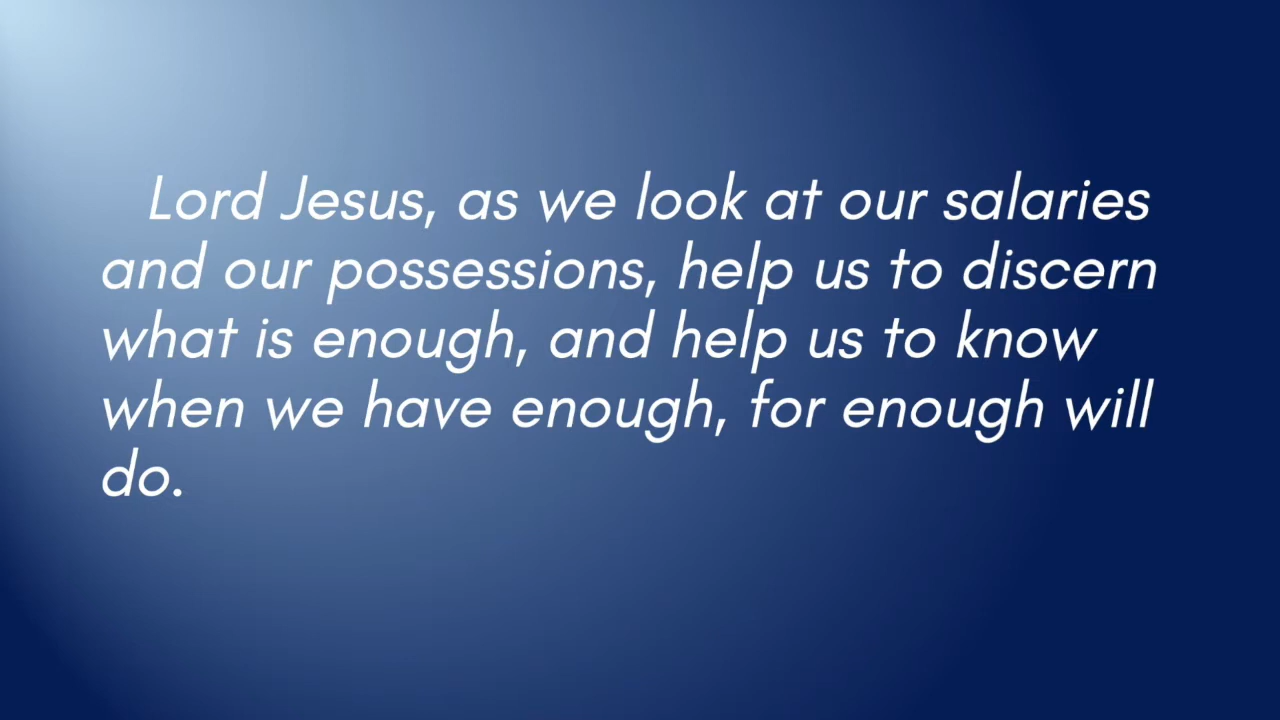 Lord Jesus, as we look at our salaries
and our possessions, help us to discern
what is enough, and help us to know
when we have enough, for enough will
do.